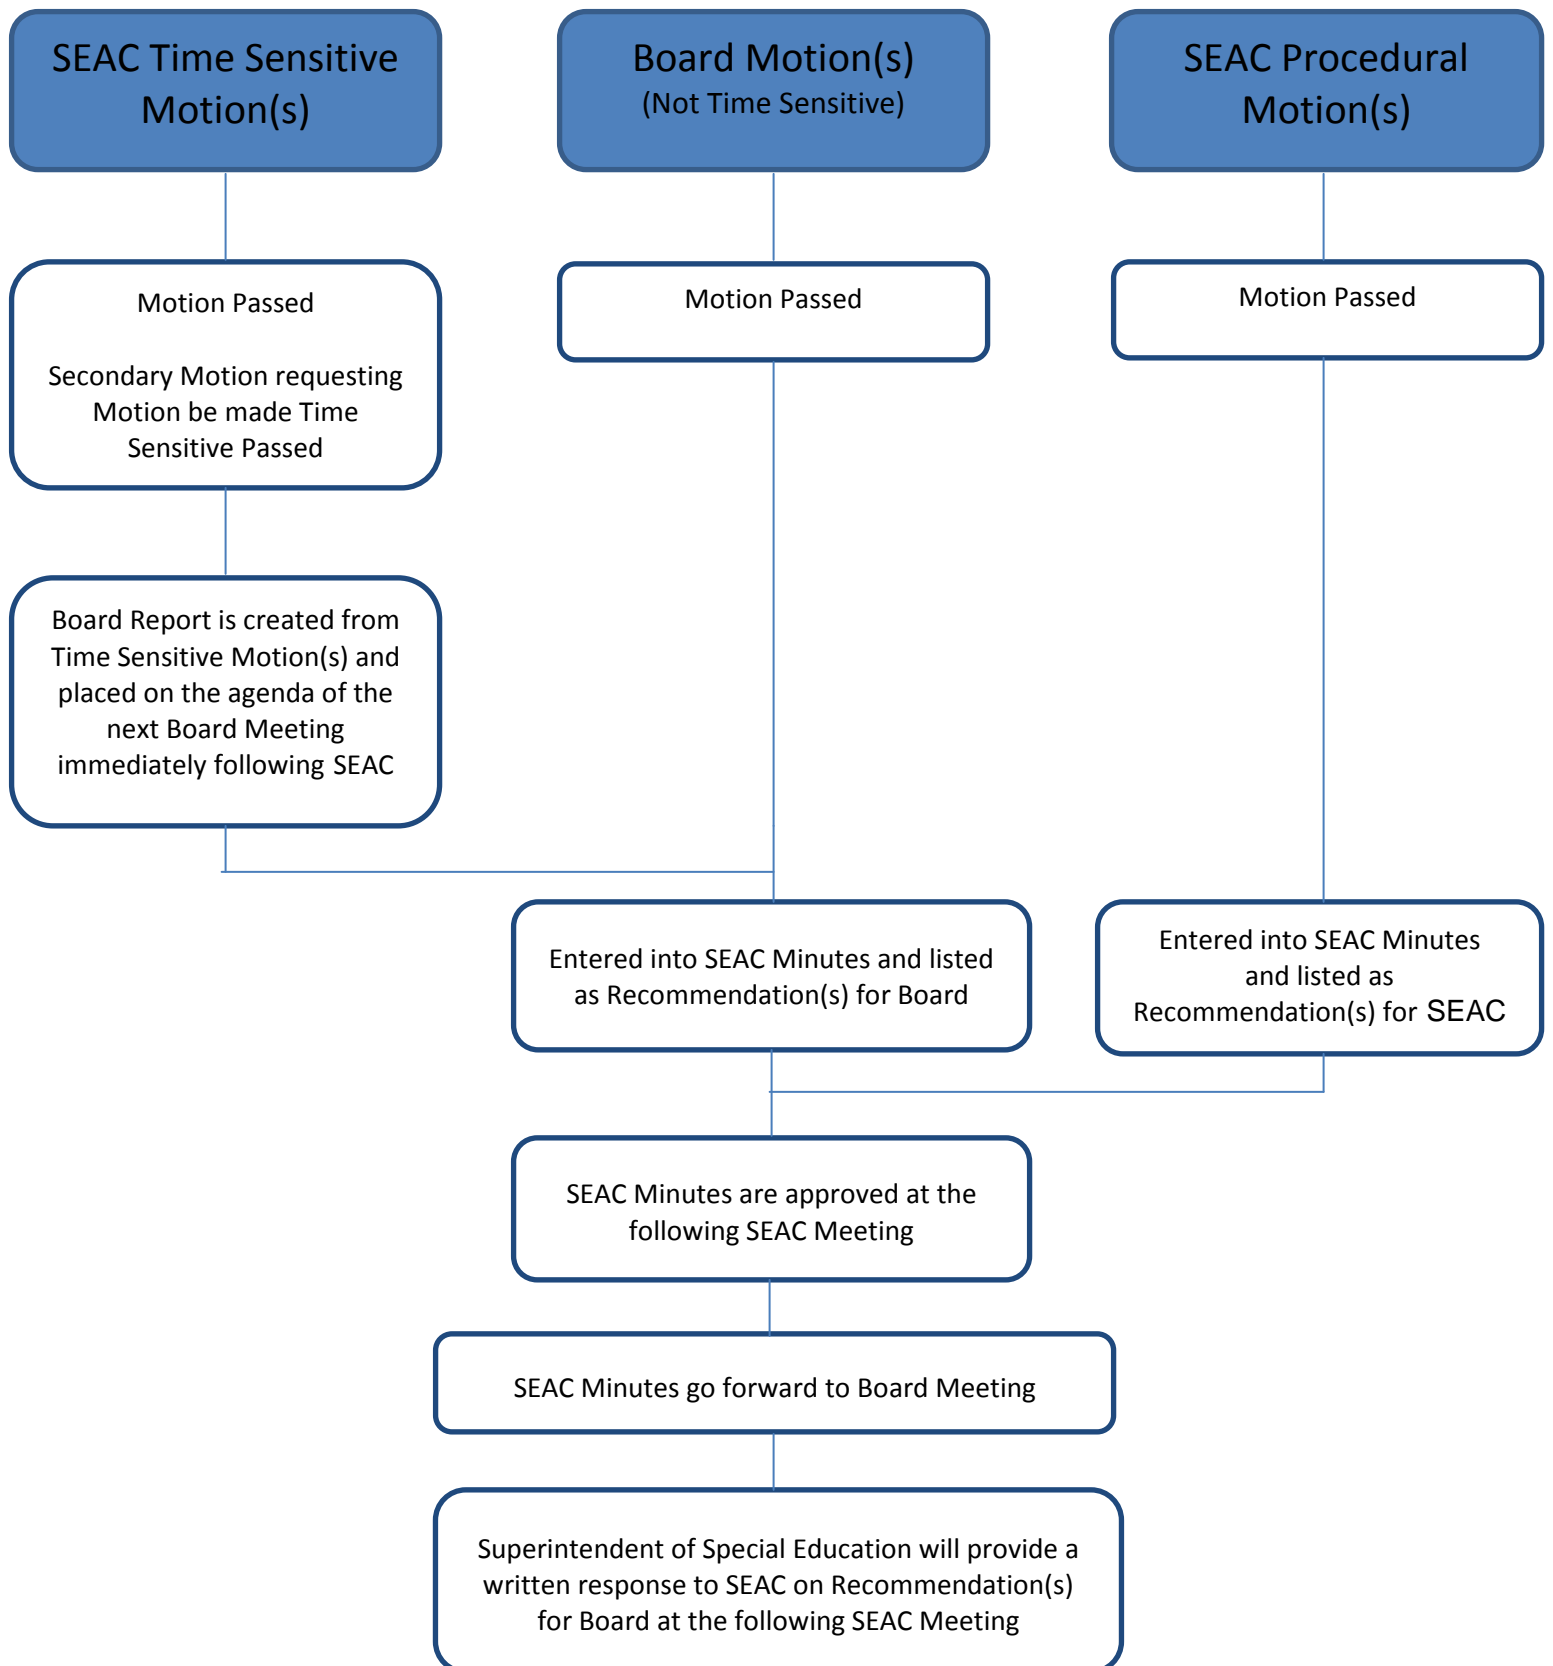 SEAC Time Sensitive
Motion(s)
Board Motion(s)
(Not Time Sensitive)
SEAC Procedural
Motion(s)
Motion Passed
Secondary Motion requesting
Motion be made Time
Sensitive Passed
Motion Passed
Motion Passed
Board Report is created from
Time Sensitive Motion(s) and
placed on the agenda of the
next Board Meeting
immediately following SEAC
Entered into SEAC Minutes and listed
as Recommendation(s) for Board
Entered into SEAC Minutes
and listed as
Recommendation(s) for SEAC
SEAC Minutes are approved at the
following SEAC Meeting
SEAC Minutes go forward to Board Meeting
Superintendent of Special Education will provide a
written response to SEAC on Recommendation(s)
for Board at the following SEAC Meeting